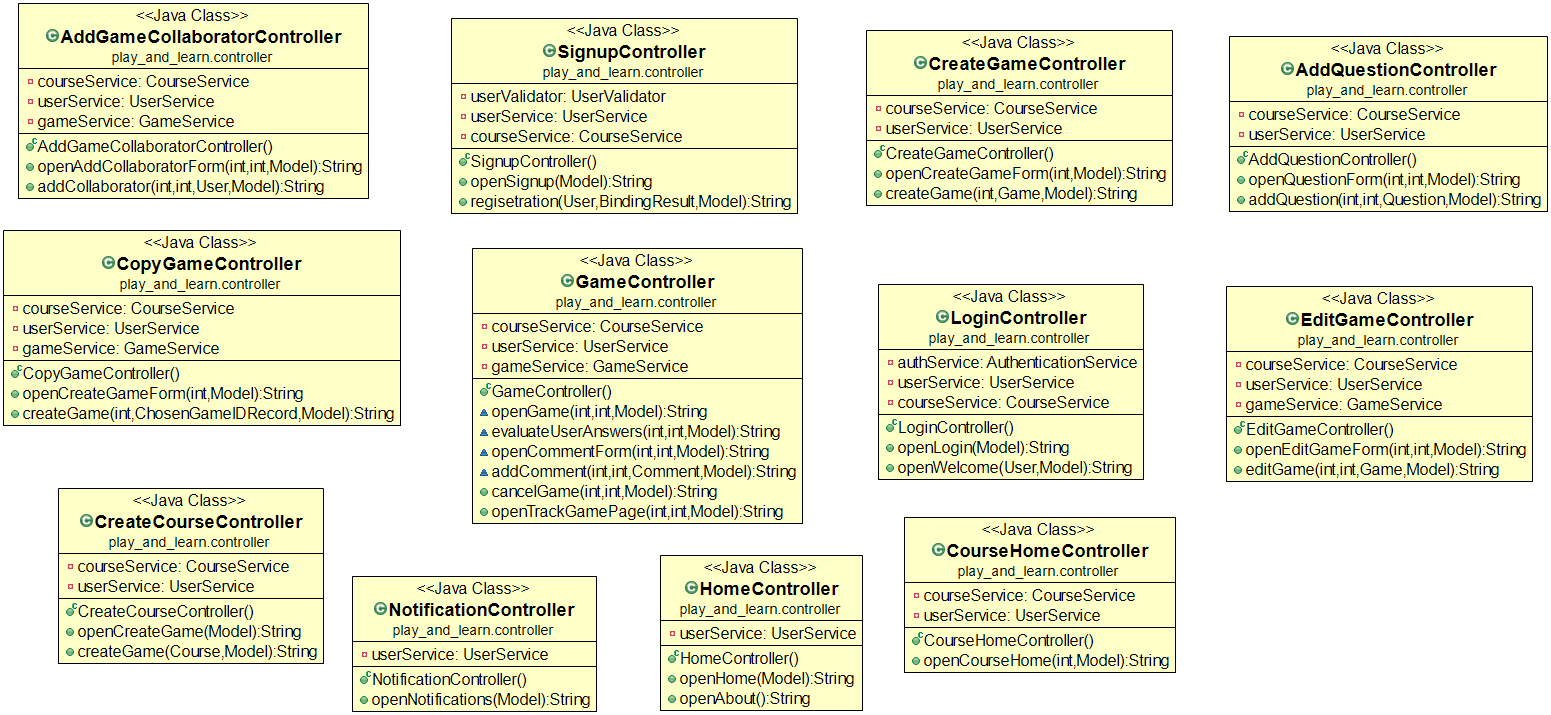 <<Java Class>>
AddGameCollaboratorController
play_and_learn.controller
courseService: CourseService
userService: UserService
gameService: GameService
AddGameCollaboratorController()
openAddCollaboratorForm(int,int,Model):String
addCollaborator(int,int,User,Model):String
<<Java Class>>
SignupController
play_and_learn.controller
userValidator: UserValidator
userService: UserService
courseService: CourseService
SignupController()
openSignup(Model):String
regisetration(User,BindingResult,Model):String
<<Java Class>>
CreateGameController
play_and_learn.controller
courseService: CourseService
userService: UserService
CreateGameController()
openCreateGameForm(int,Model):String
createGame(int,Game,Model):String
<<Java Class>>
AddQuestionController
play_and_learn.controller
courseService: CourseService
userService: UserService
AddQuestionController()
openQuestionForm(int,int,Model):String
addQuestion(int,int,Question,Model):String
<<Java Class>>
CopyGameController
play_and_learn.controller
courseService: CourseService
userService: UserService
gameService: GameService
CopyGameController()
openCreateGameForm(int,Model):String
createGame(int,ChosenGameIDRecord,Model):String
<<Java Class>>
GameController
play_and_learn.controller
courseService: CourseService
userService: UserService
gameService: GameService
GameController()
openGame(int,int,Model):String
evaluateUserAnswers(int,int,Model):String
openCommentForm(int,int,Model):String
addComment(int,int,Comment,Model):String
cancelGame(int,int,Model):String
openTrackGamePage(int,int,Model):String
<<Java Class>>
LoginController
play_and_learn.controller
authService: AuthenticationService
userService: UserService
courseService: CourseService
LoginController()
openLogin(Model):String
openWelcome(User,Model):String
<<Java Class>>
EditGameController
play_and_learn.controller
courseService: CourseService
userService: UserService
gameService: GameService
EditGameController()
openEditGameForm(int,int,Model):String
editGame(int,int,Game,Model):String
<<Java Class>>
CreateCourseController
play_and_learn.controller
courseService: CourseService
userService: UserService
CreateCourseController()
openCreateGame(Model):String
createGame(Course,Model):String
<<Java Class>>
NotificationController
play_and_learn.controller
userService: UserService
NotificationController()
openNotifications(Model):String
<<Java Class>>
HomeController
play_and_learn.controller
userService: UserService
HomeController()
openHome(Model):String
openAbout():String
<<Java Class>>
CourseHomeController
play_and_learn.controller
courseService: CourseService
userService: UserService
CourseHomeController()
openCourseHome(int,Model):String